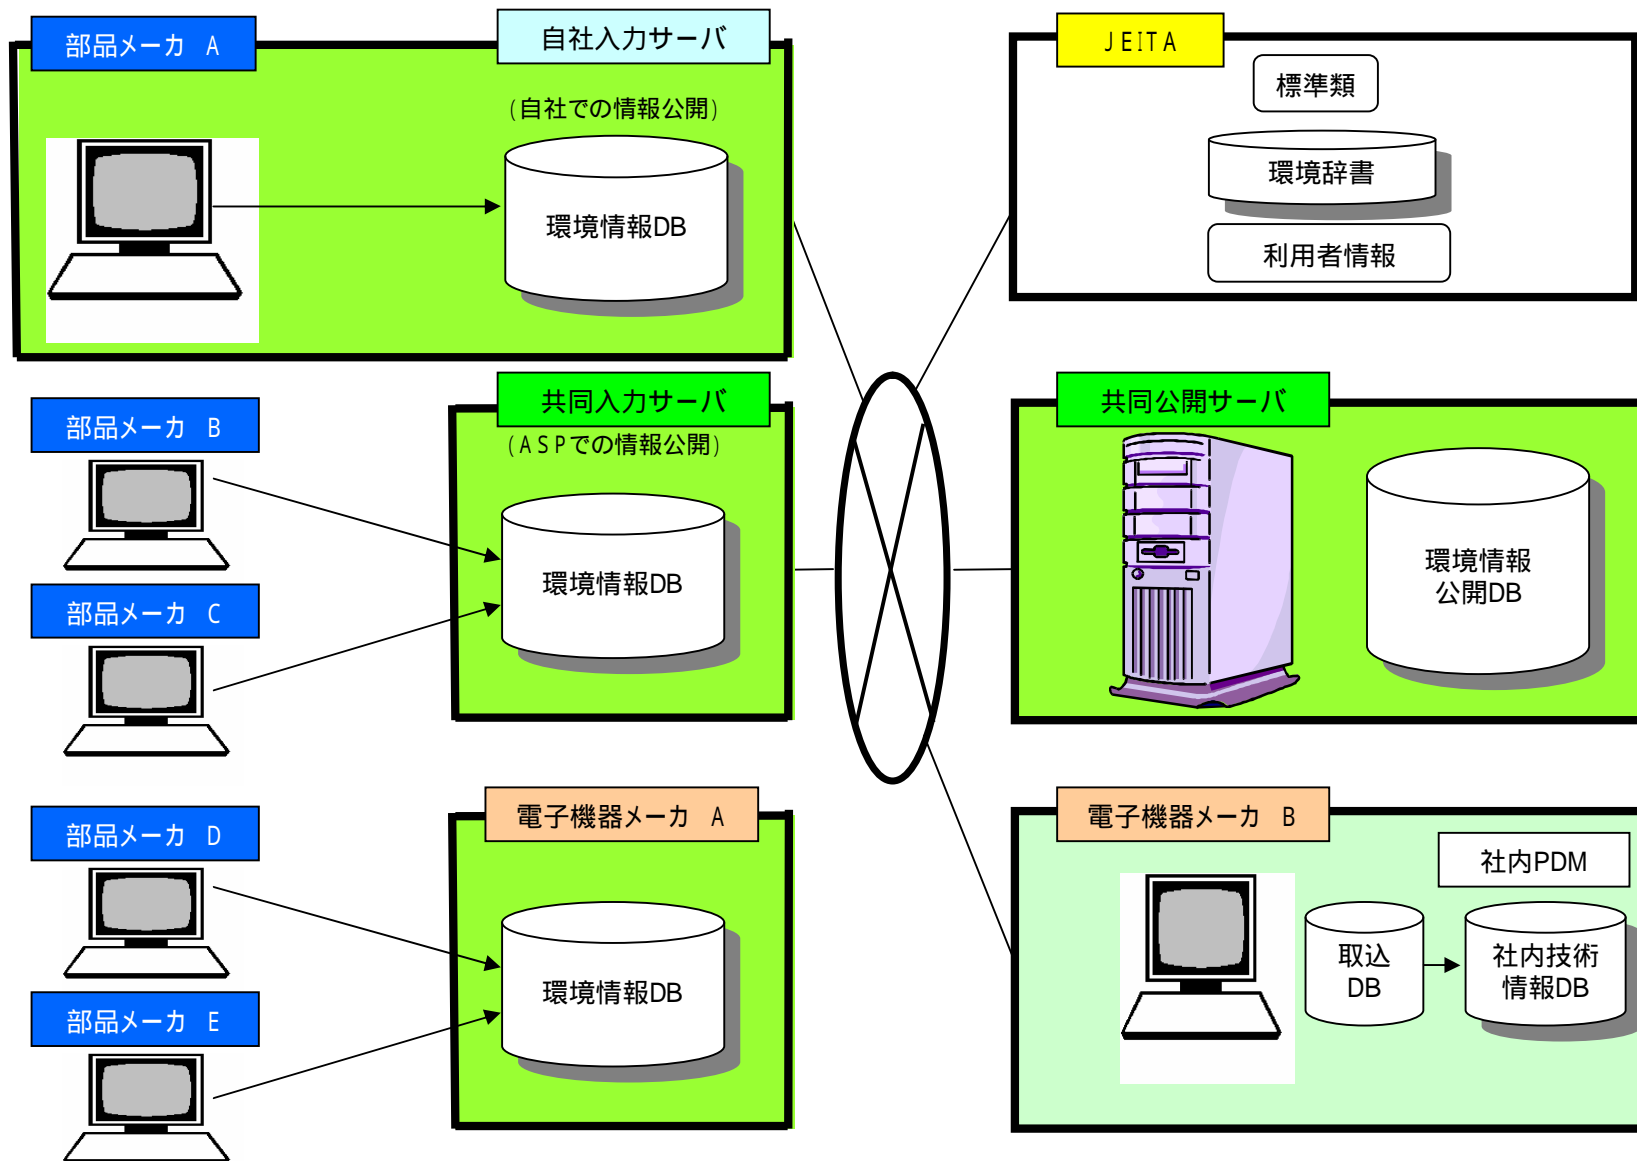 部品メーカ A
自社入力サーバ
(自社での情報公開)
環境情報DB
JEITA
標準類
環境辞書
利用者情報
部品メーカ B
部品メーカ C
共同入力サーバ
(ASPでの情報公開)
環境情報DB
共同公開サーバ
環境情報
公開DB
部品メーカ D
部品メーカ E
電子機器メーカ A
環境情報DB
電子機器メーカ B
社内PDM
取込
DB
社内技術
情報DB